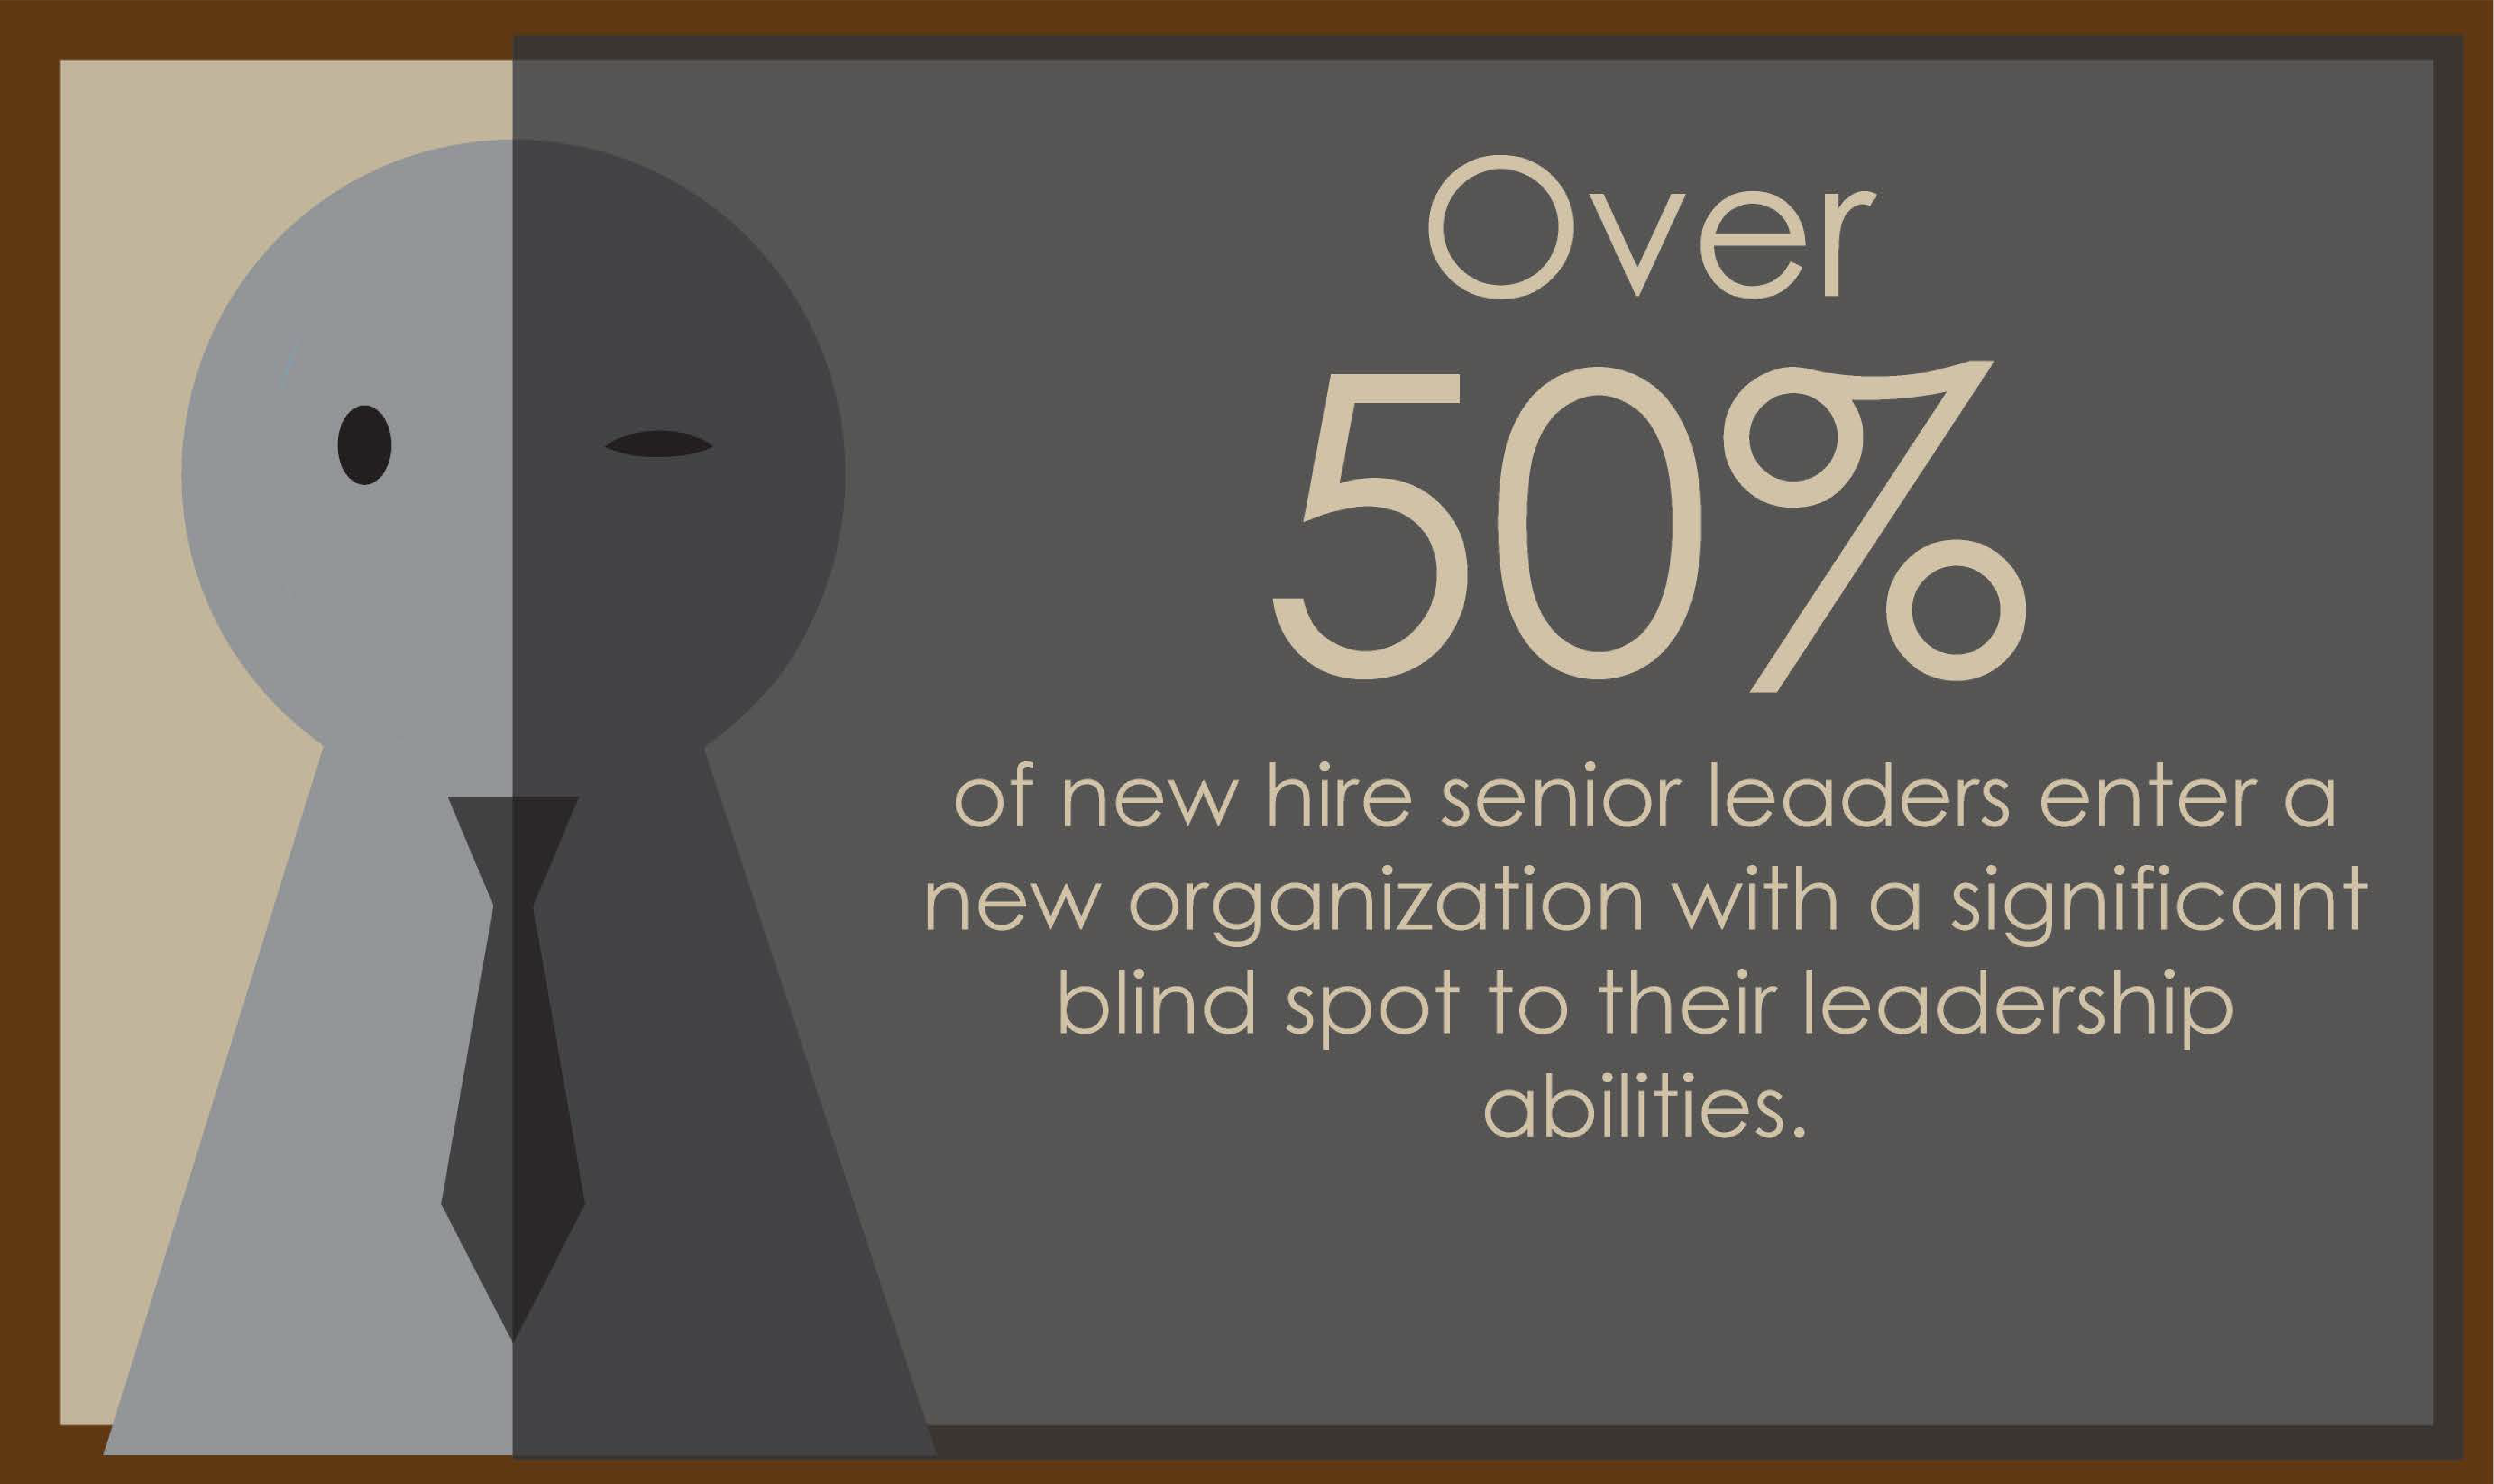 Over
50%
of new hire senior leaders enter a
new organization with a significant
blind spot to their leadership
abilities.